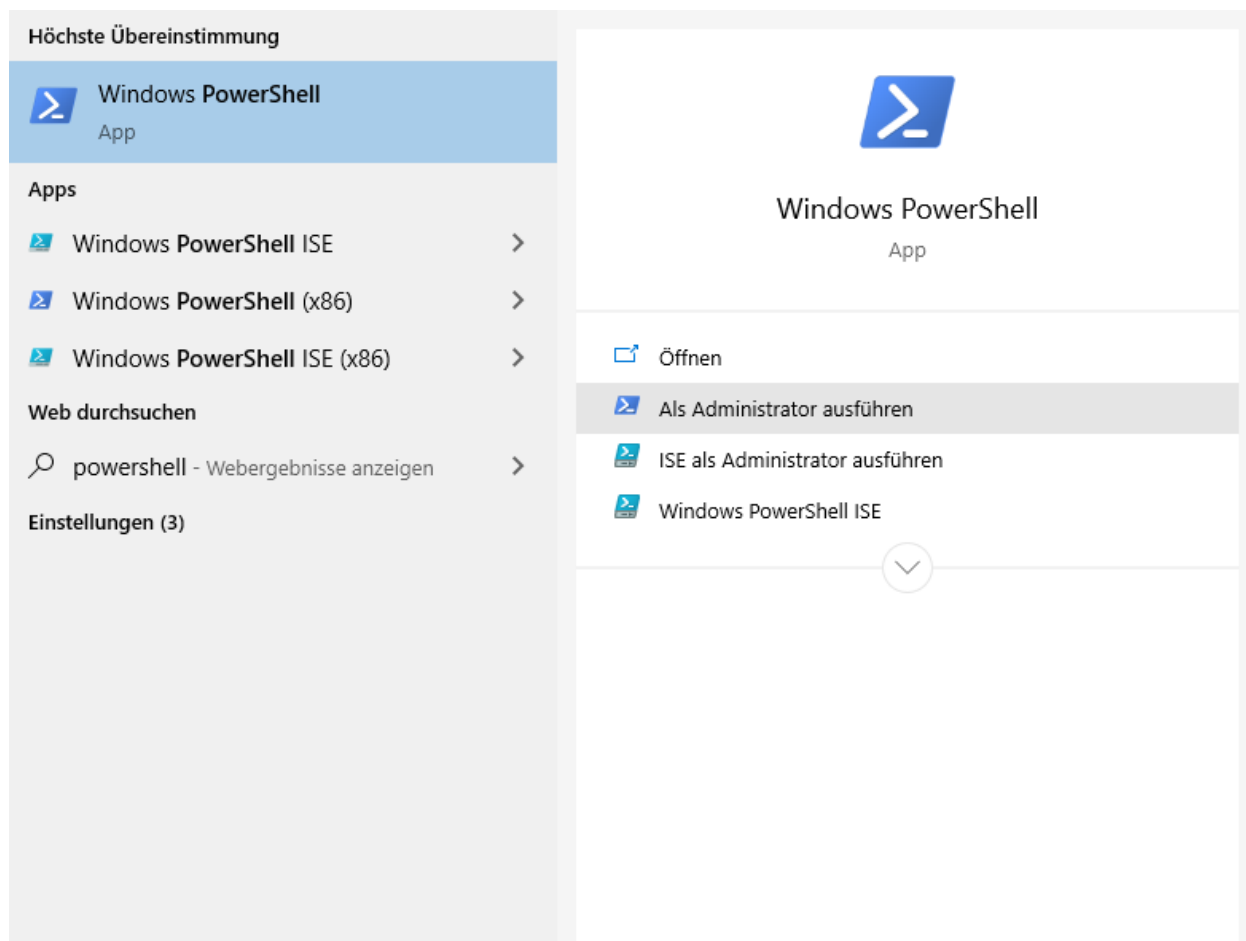 Höchste Übereinstimmung
Windows PowerShell
App
Apps
Windows PowerShell ISE
Windows PowerShell (x86)
Windows PowerShell ISE (x86)
Web durchsuchen
powershell - Webergebnisse anzeigen
Einstellungen (3)
Windows PowerShell
App
Öffnen
Als Administrator ausführen
ISE als Administrator ausführen
Windows PowerShell ISE